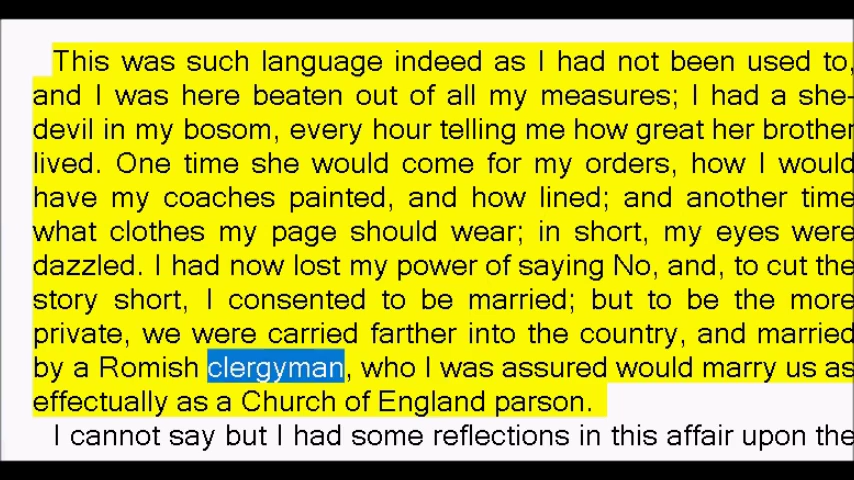 This was such language indeed as I had not been used to,
and I was here beaten out of all my measures; I had a she-
devil in my bosom, every hour telling me how great her brother
lived. One time she would come for my orders, how I would
have my coaches painted, and how lined; and another time
what clothes my page should wear; in short, my eyes were
dazzled. I had now lost my power of saying No, and, to cut the
story short, I consented to be married; but to be the more
private, we were carried farther into the country, and married
by a Romish clergyman, who I was assured would marry us as
effectually as a Church of England parson.
I cannot say but I had some reflections in this affair upon the